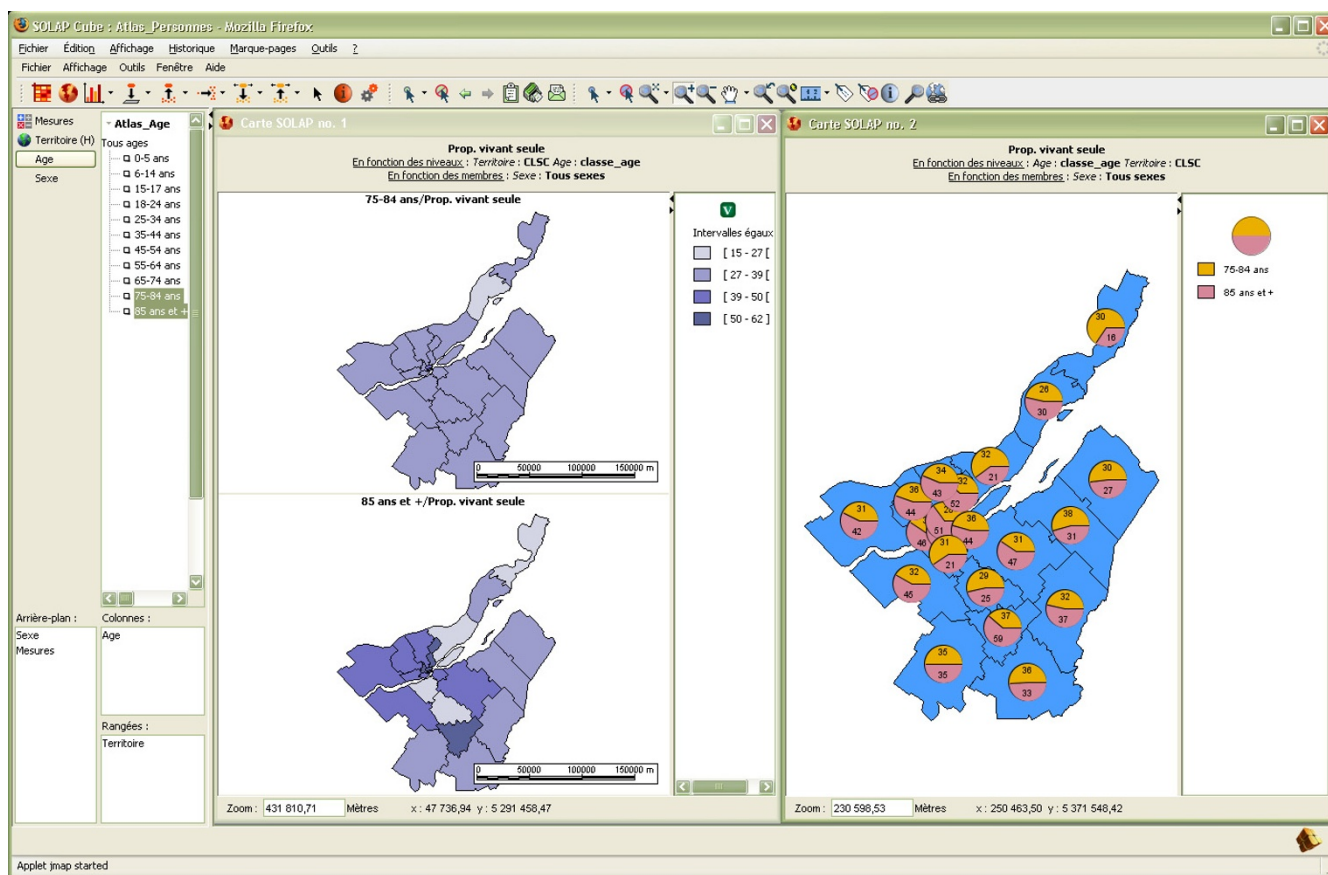 SOLAP Cube : Atlas_Personnes - Mozilla Firefox
Fichier Édition Affichage Historique Marque-pages Outils ?
Fichier Affichage Outils Fenêtre Aide
Mesures
Territoire (H)
Age
Sexe
Atlas_Age
Tous ages
0-5 ans
6-14 ans
15-17 ans
18-24 ans
25-34 ans
35-44 ans
45-54 ans
55-64 ans
65-74 ans
75-84 ans
85 ans et +
Arrière-plan :
Sexe
Mesures
Colonnes :
Age
Rangées :
Territoire
Carte SOLAP no. 1
Prop. vivant seule
En fonction des niveaux : Territoire : CLSC Age : classe_age
En fonction des membres : Sexe : Tous sexes
75-84 ans/Prop. vivant seule
0 50000 100000 150000 m
85 ans et +/Prop. vivant seule
0 50000 100000 150000 m
V
Intervalles égaux
[ 15 - 27 [
[ 27 - 39 [
[ 39 - 50 [
[ 50 - 62 ]
Zoom : 431 810,71 Mètres x : 47 736,94 y : 5 291 458,47
Carte SOLAP no. 2
Prop. vivant seule
En fonction des niveaux : Age : classe_age Territoire : CLSC
En fonction des membres : Sexe : Tous sexes
30
16
26
30
32
21
34
43
32
52
30
27
36
44
31
42
51
36
44
38
31
46
31
21
31
47
32
45
29
25
32
37
37
59
35
35
36
33
75-84 ans
85 ans et +
Zoom : 230 598,53 Mètres x : 250 463,50 y : 5 371 548,42
Applet jmap started